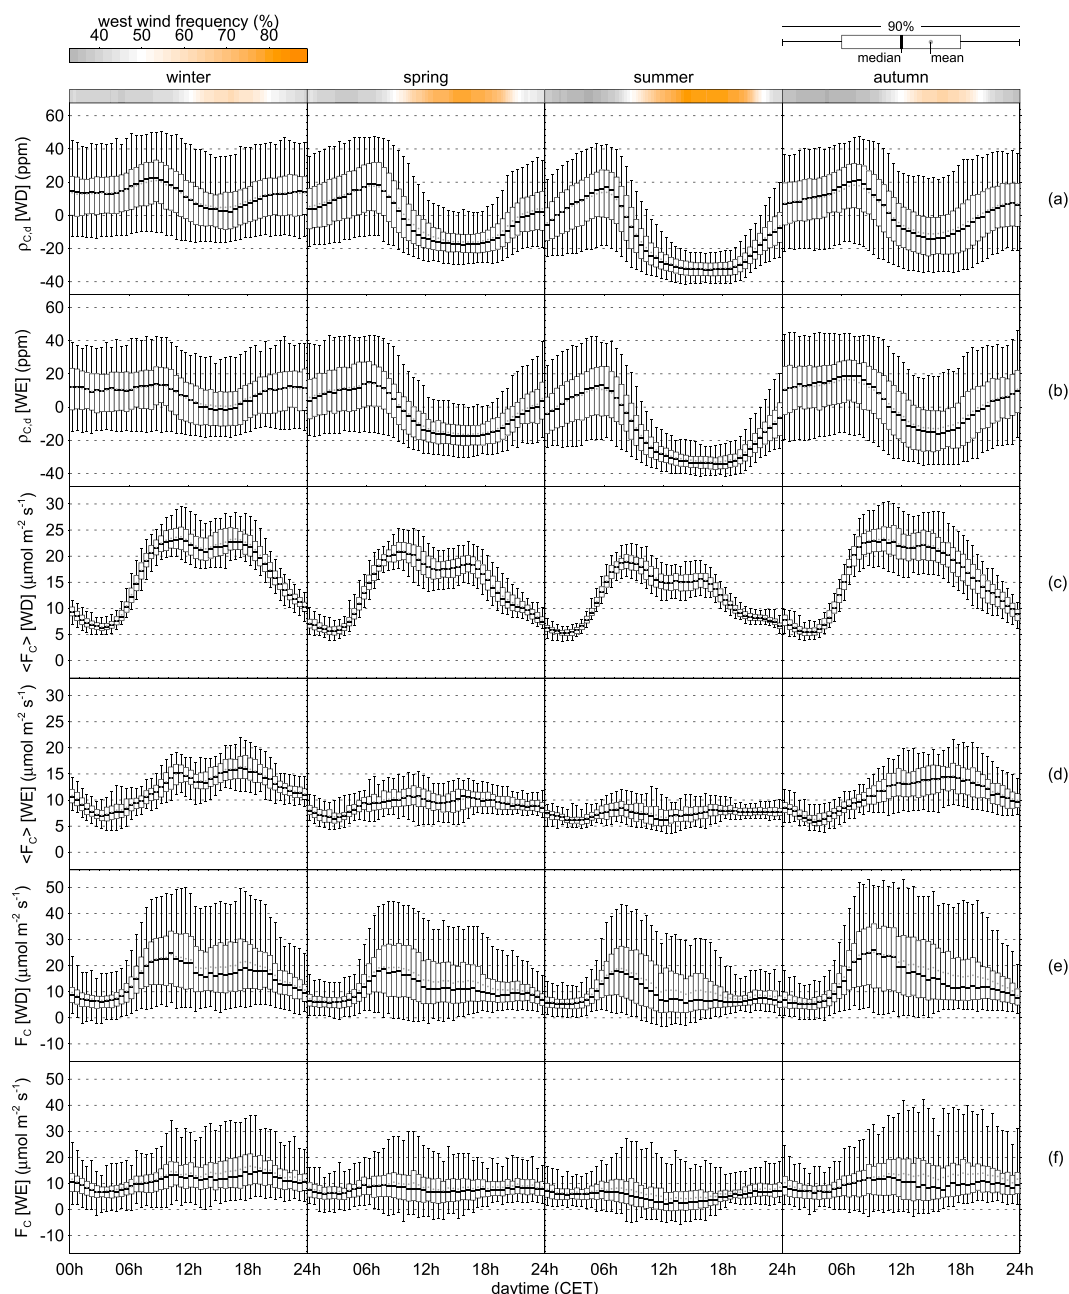 west wind frequency (%)
40 50 60 70 80
90%
median mean
winter spring summer autumn
60
40
20
0
-20
-40
ρC,d [WD] (ppm)
(a)
60
40
20
0
-20
-40
ρC,d [WE] (ppm)
(b)
30
25
20
15
10
5
0
<FC> [WD] (μmol m-2 s-1)
(c)
30
25
20
15
10
5
0
<FC> [WE] (μmol m-2 s-1)
(d)
50
40
30
20
10
0
-10
FC [WD] (μmol m-2 s-1)
(e)
50
40
30
20
10
0
-10
FC [WE] (μmol m-2 s-1)
(f)
00h 06h 12h 18h 24h 06h 12h 18h 24h 06h 12h 18h 24h 06h 12h 18h 24h
daytime (CET)